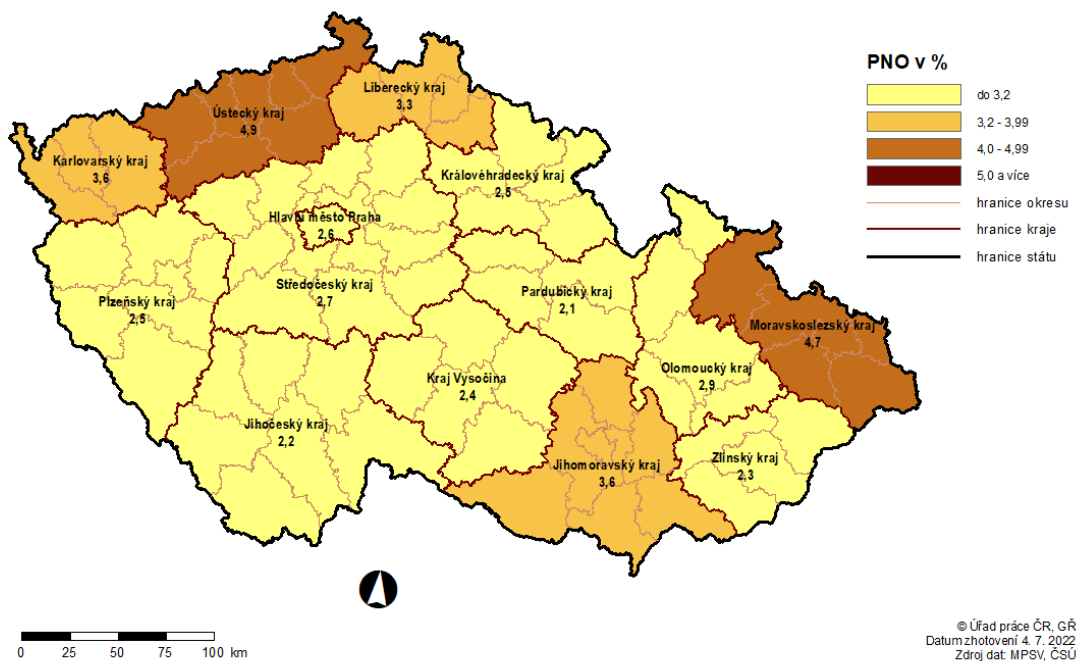 PNO v %
do 3,2
3,2 - 3,99
4,0 - 4,99
5,0 a více
hranice okresu
hranice kraje
hranice státu
Liberecký kraj
3,3
Ústecký kraj
4,9
Karlovarský kraj
3,6
Královéhradecký kraj
2,5
Hlavní město Praha
2,6
Středočeský kraj
2,7
Plzeňský kraj
2,5
Pardubický kraj
2,1
Moravskoslezský kraj
4,7
Olomoucký kraj
2,9
Kraj Vysočina
2,4
Jihočeský kraj
2,2
Jihomoravský kraj
3,6
Zlínský kraj
2,3
0 25 50 75 100 km
© Úřad práce ČR, GŘ
Datum zhotovení 4. 7. 2022
Zdroj dat: MPSV, ČSÚ